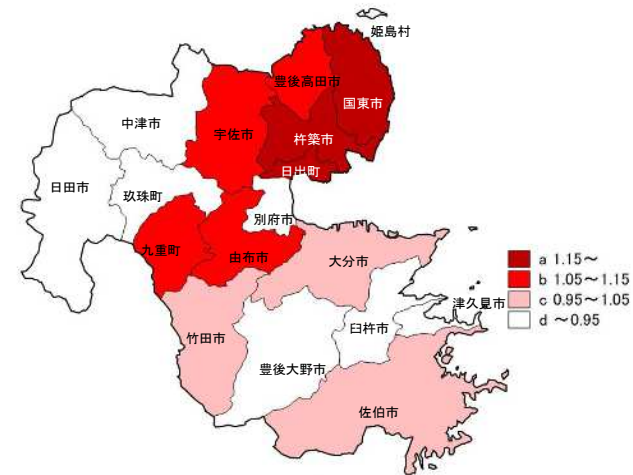 姫島村
豊後高田市
国東市
中津市
宇佐市
杵築市
日出町
日田市
玖珠町
別府市
九重町
由布市
大分市
a 1.15～
b 1.05～1.15
c 0.95～1.05
d ～0.95
津久見市
臼杵市
竹田市
豊後大野市
佐伯市